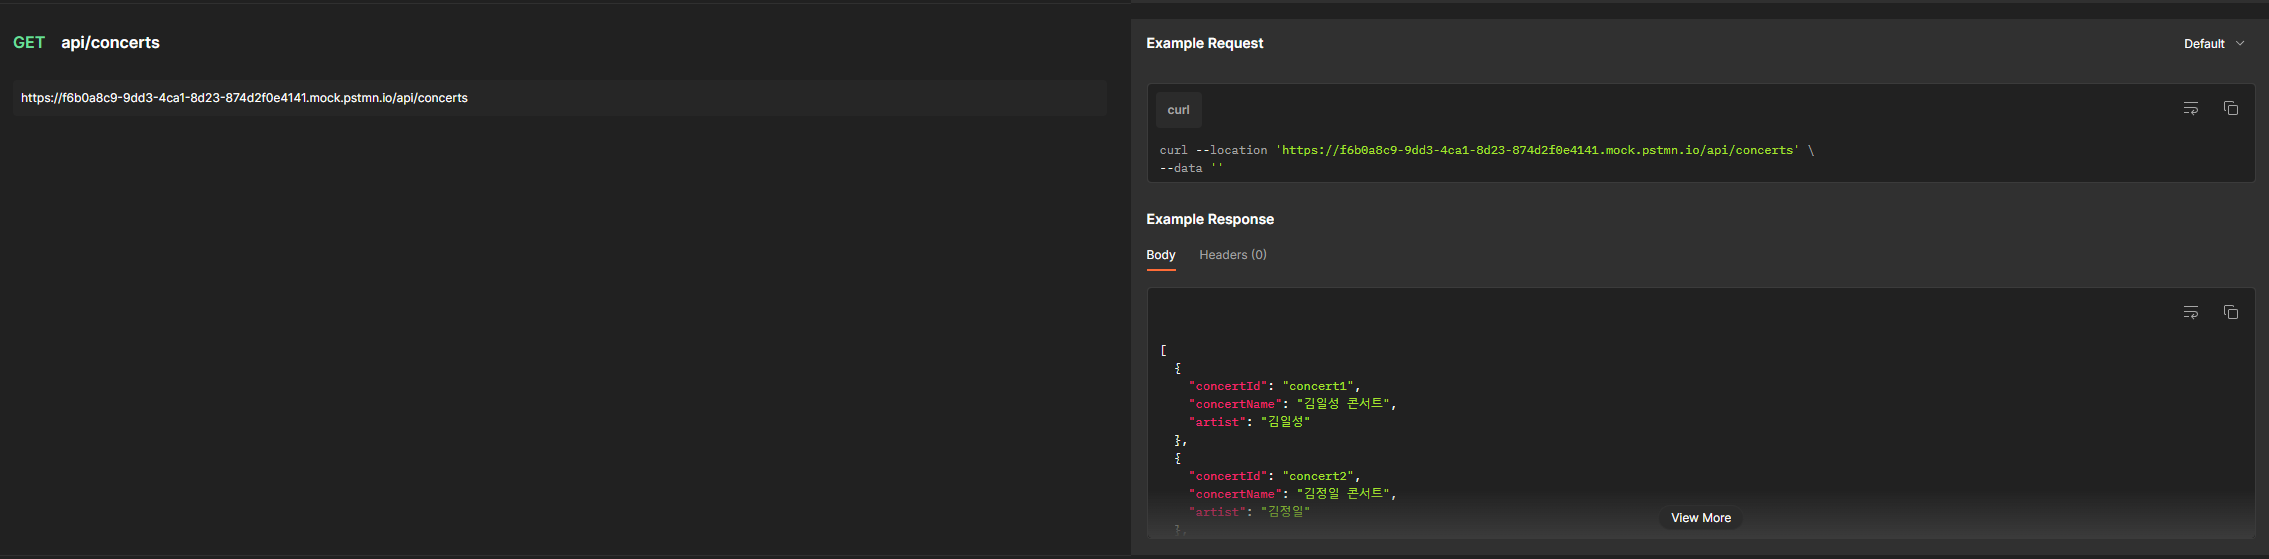 GET api/concerts
https://f6b0a8c9-9dd3-4ca1-8d23-874d2f0e4141.mock.pstmn.io/api/concerts
Example Request
Default
curl
curl --location 'https://f6b0a8c9-9dd3-4ca1-8d23-874d2f0e4141.mock.pstmn.io/api/concerts' \
--data ''
Example Response
Body Headers (0)
[
{
"concertId": "concert1",
"concertName": "김일성 콘서트",
"artist": "김일성"
},
{
"concertId": "concert2",
"concertName": "김정일 콘서트",
"artist": "김정일"
},
View More